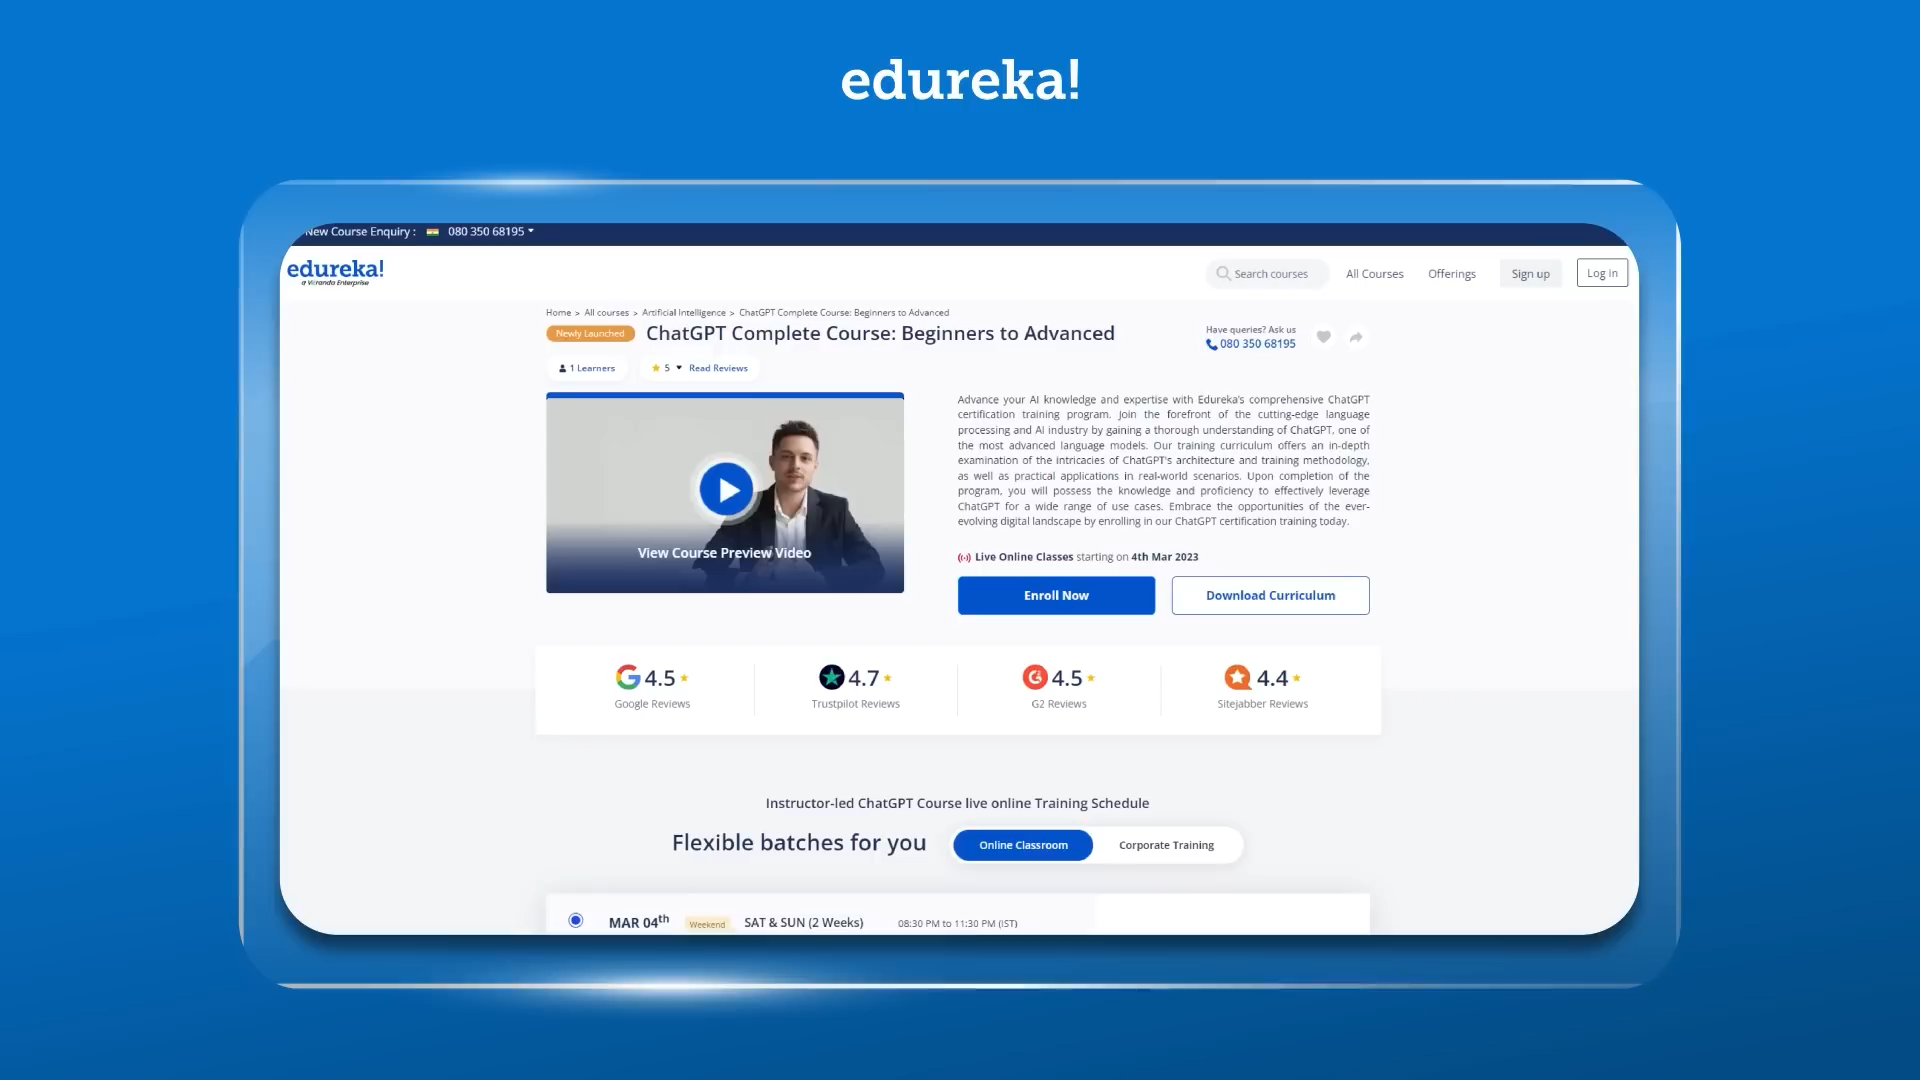 edureka!
New Course Enquiry : 080 350 68195
edureka!
a Veranda Enterprise
Search courses
All Courses
Offerings
Sign up
Log in
Home > All courses > Artificial Intelligence > ChatGPT Complete Course: Beginners to Advanced
Newly Launched
ChatGPT Complete Course: Beginners to Advanced
Have queries? Ask us
080 350 68195
1 Learners
5
Read Reviews
View Course Preview Video
Advance your AI knowledge and expertise with Edureka's comprehensive ChatGPT
certification training program. Join the forefront of the cutting-edge language
processing and AI industry by gaining a thorough understanding of ChatGPT, one of
the most advanced language models. Our training curriculum offers an in-depth
examination of the intricacies of ChatGPT's architecture and training methodology,
as well as practical applications in real-world scenarios. Upon completion of the
program, you will possess the knowledge and proficiency to effectively leverage
ChatGPT for a wide range of use cases. Embrace the opportunities of the ever-
evolving digital landscape by enrolling in our ChatGPT certification training today.
Live Online Classes starting on 4th Mar 2023
Enroll Now
Download Curriculum
4.5
Google Reviews
4.7
Trustpilot Reviews
4.5
G2 Reviews
4.4
Sitejabber Reviews
Instructor-led ChatGPT Course live online Training Schedule
Flexible batches for you
Online Classroom
Corporate Training
MAR 04th
Weekend
SAT & SUN (2 Weeks)
08:30 PM to 11:30 PM (IST)